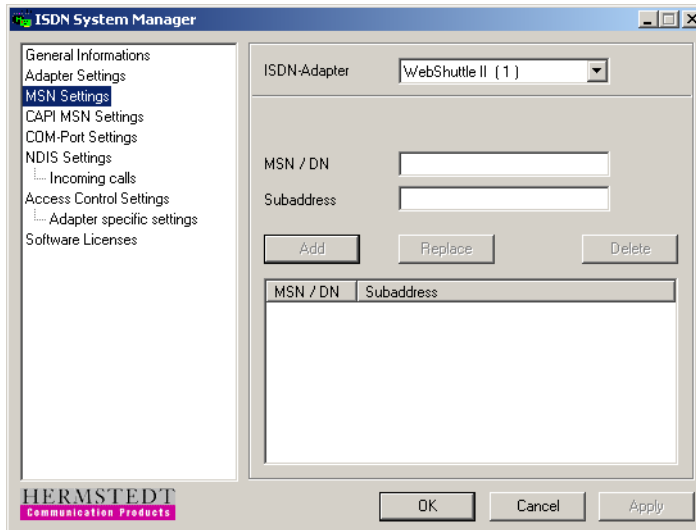 ISDN System Manager
General Informations
Adapter Settings
MSN Settings
CAPI MSN Settings
COM-Port Settings
NDIS Settings
Incoming calls
Access Control Settings
Adapter specific settings
Software Licenses
ISDN-Adapter
WebShuttle II ( 1 )
MSN / DN
Subaddress
Add Replace Delete
MSN / DN Subaddress
HERMSTEDT
Communication Products
OK Cancel Apply